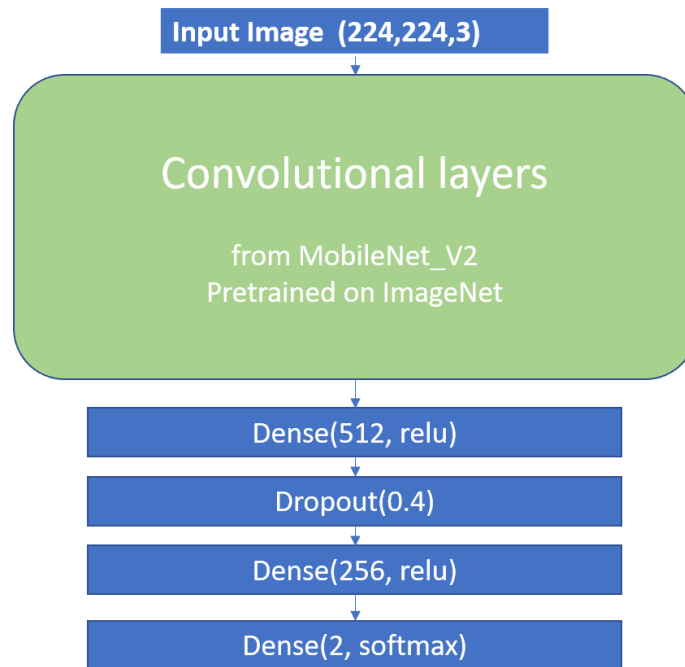 Input Image (224,224,3)
Convolutional layers
from MobileNet_V2
Pretrained on ImageNet
Dense(512, relu)
Dropout(0.4)
Dense(256, relu)
Dense(2, softmax)